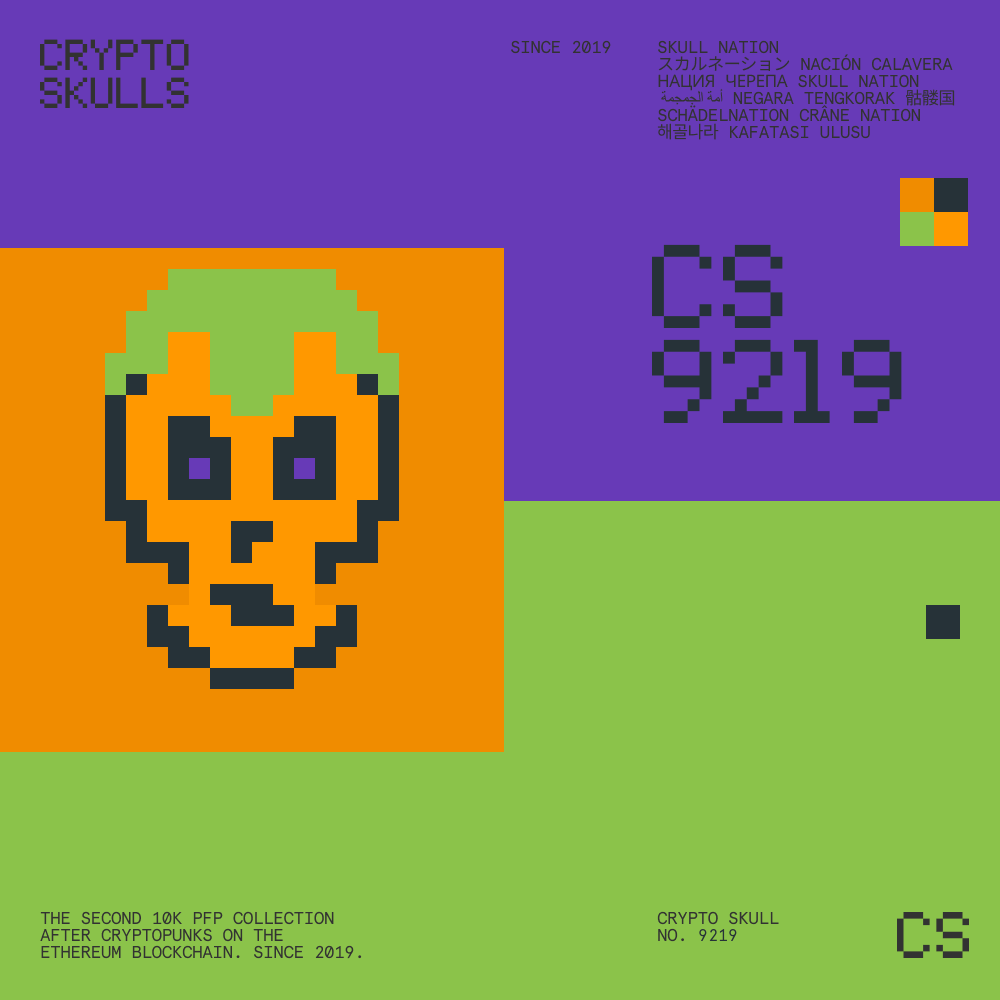 CRYPTO
SKULLS
SINCE 2019
SKULL NATION
スカルネーション NACIÓN CALAVERA
НАЦИЯ ЧЕРЕПА SKULL NATION
أمة الجمجمة NEGARA TENGKORAK 骷髅国
SCHÄDELNATION CRÂNE NATION
해골나라 KAFATASI ULUSU
CS
9219
THE SECOND 10K PFP COLLECTION
AFTER CRYPTOPUNKS ON THE
ETHEREUM BLOCKCHAIN. SINCE 2019.
CRYPTO SKULL
NO. 9219
CS